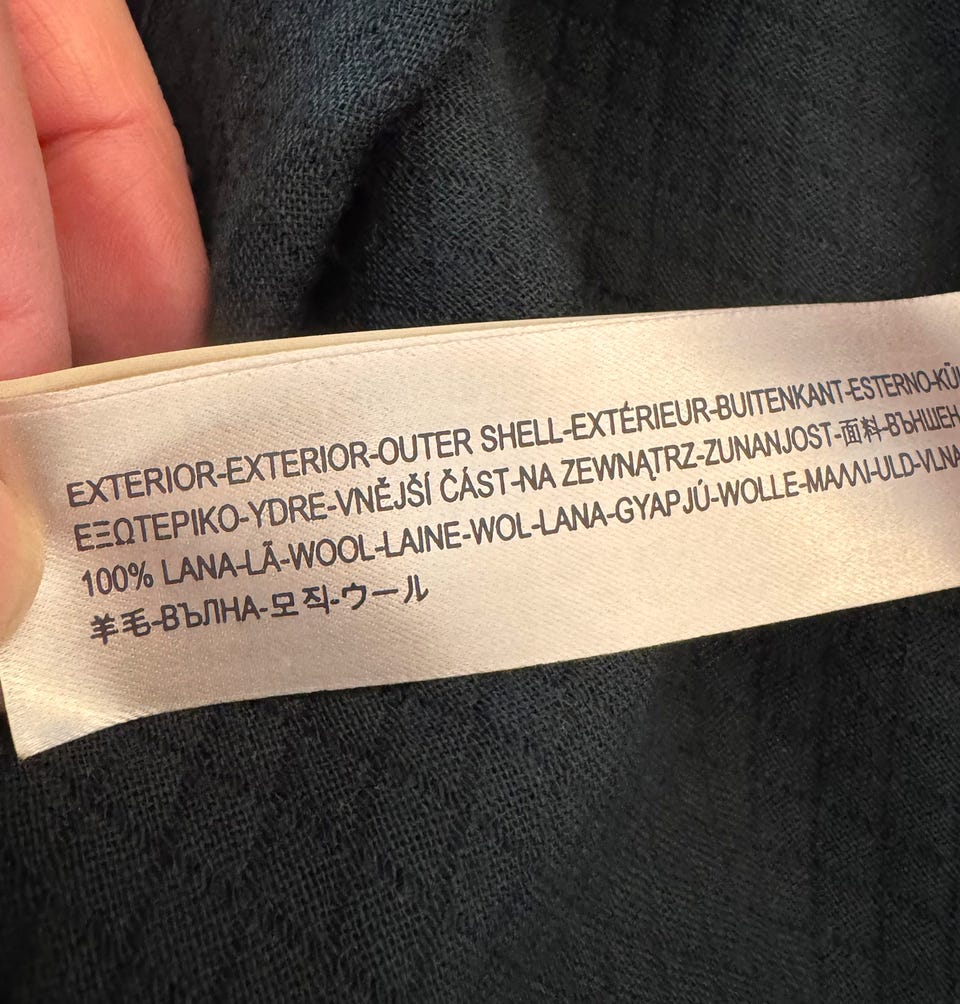 EXTERIOR-EXTERIOR-OUTER SHELL-EXTÉRIEUR-BUITENKANT-ESTERNO-
ΕΞΩΤΕΡΙΚΟ-YDRE-VNĚJŠÍ ČÁST-NA ZEWNĄTRZ-ZUNANJOST-面料-
100% LANA-LÃ-WOOL-LAINE-WOL-LANA-GYAPJÚ-WOLLE-ΜΑΛΛΙ-ULD-VLNA
羊毛-ВЪЛНА-모직-ウール